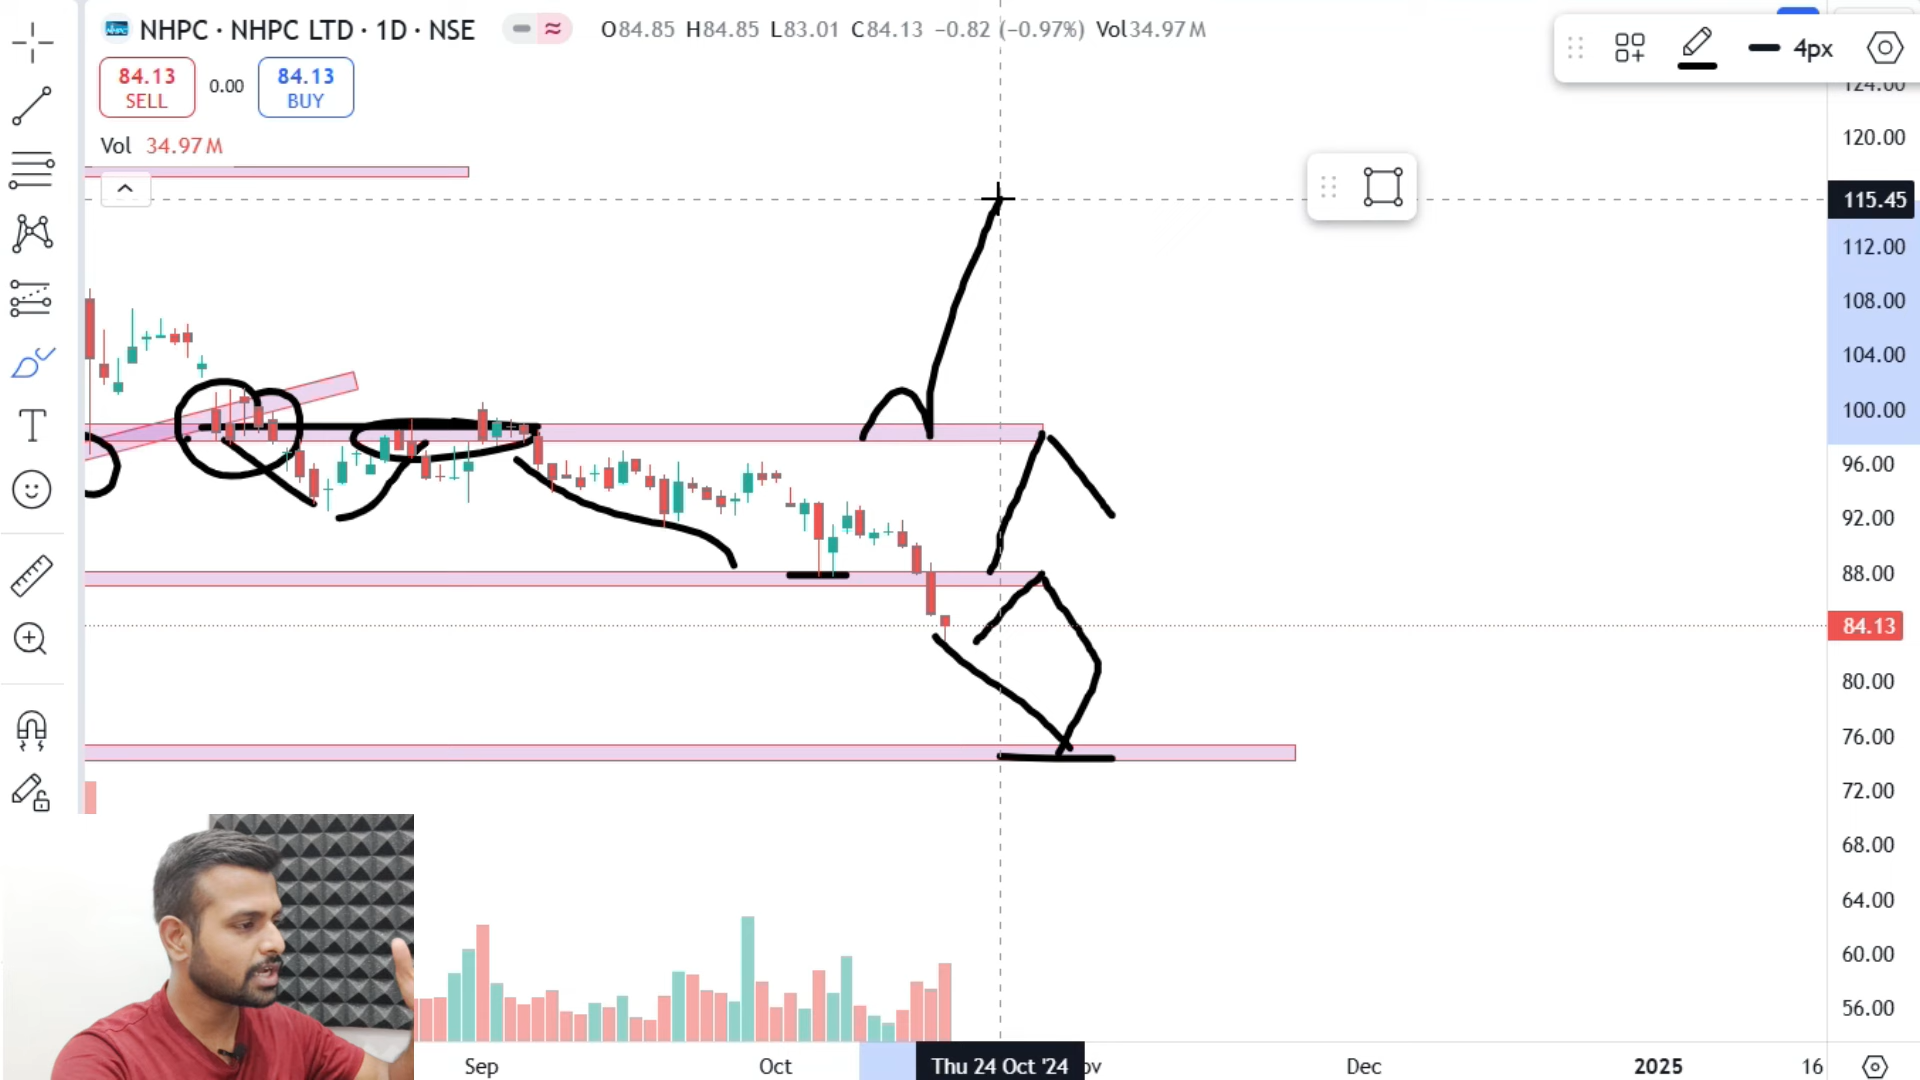 NHPC · NHPC LTD · 1D · NSE
O84.85 H84.85 L83.01 C84.13 −0.82 (−0.97%) Vol34.97M
4px
84.13
SELL
0.00
84.13
BUY
Vol 34.97M
124.00
120.00
115.45
112.00
108.00
104.00
100.00
96.00
92.00
88.00
84.13
80.00
76.00
72.00
68.00
64.00
60.00
56.00
Sep
Oct
Thu 24 Oct '24
ov
Dec
2025
16